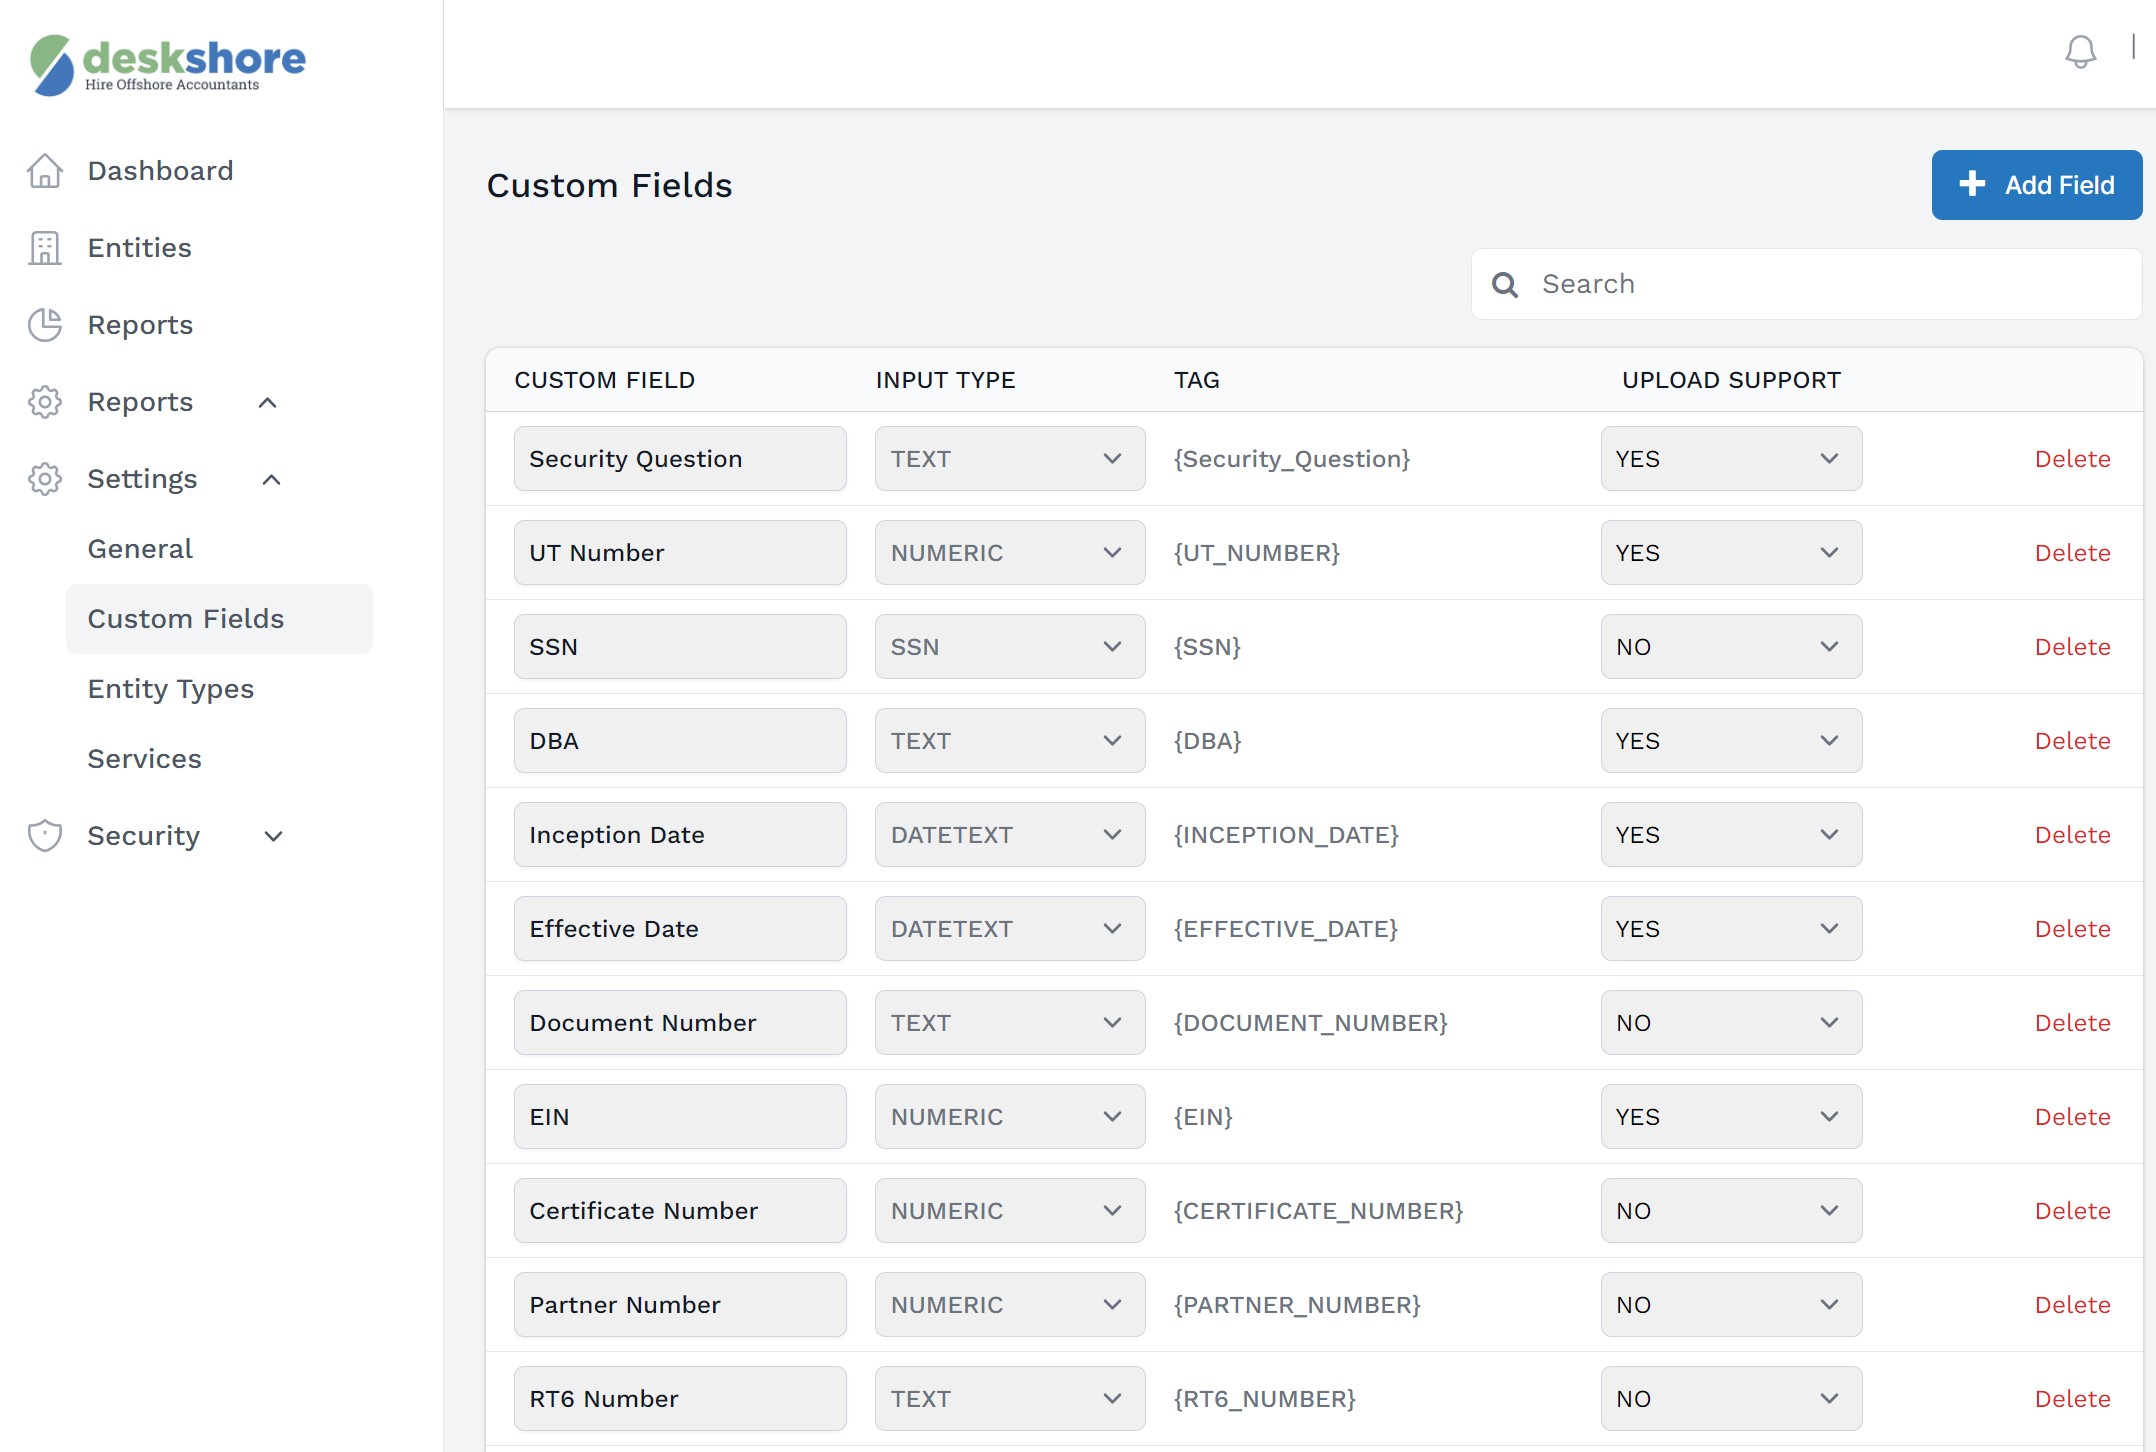 deskshore
Hire Offshore Accountants
Dashboard
Entities
Reports
Reports
Settings
General
Custom Fields
Entity Types
Services
Security
Custom Fields
Add Field
Search
CUSTOM FIELD INPUT TYPE TAG UPLOAD SUPPORT
Security Question TEXT {Security_Question} YES Delete
UT Number NUMERIC {UT_NUMBER} YES Delete
SSN SSN {SSN} NO Delete
DBA TEXT {DBA} YES Delete
Inception Date DATETEXT {INCEPTION_DATE} YES Delete
Effective Date DATETEXT {EFFECTIVE_DATE} YES Delete
Document Number TEXT {DOCUMENT_NUMBER} NO Delete
EIN NUMERIC {EIN} YES Delete
Certificate Number NUMERIC {CERTIFICATE_NUMBER} NO Delete
Partner Number NUMERIC {PARTNER_NUMBER} NO Delete
RT6 Number TEXT {RT6_NUMBER} NO Delete